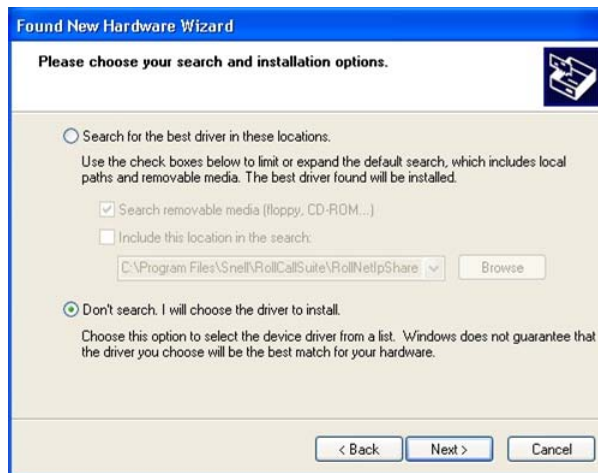 Found New Hardware Wizard
Please choose your search and installation options.
Search for the best driver in these locations.
Use the check boxes below to limit or expand the default search, which includes local
paths and removable media. The best driver found will be installed.
Search removable media (floppy, CD-ROM...)
Include this location in the search:
C:\Program Files\Snell\RollCallSuite\RollNetIpShare
Browse
Don't search. I will choose the driver to install.
Choose this option to select the device driver from a list. Windows does not guarantee that
the driver you choose will be the best match for your hardware.
< Back
Next >
Cancel